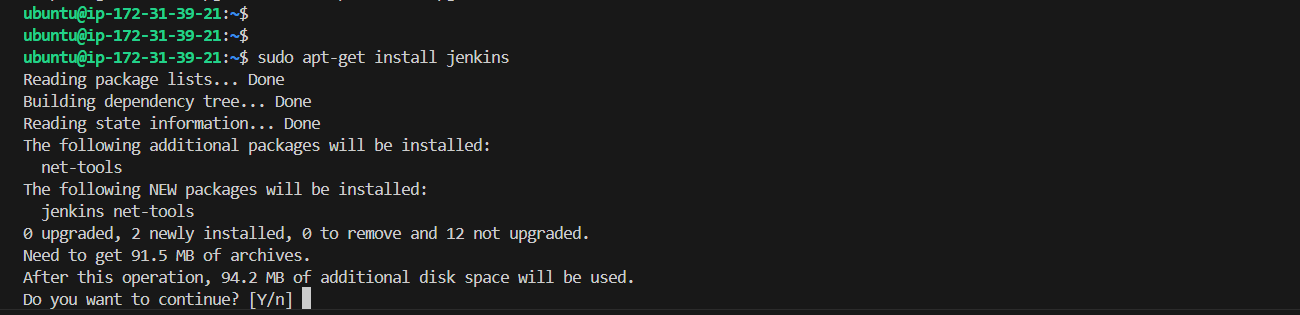 ubuntu@ip-172-31-39-21:~$
ubuntu@ip-172-31-39-21:~$
ubuntu@ip-172-31-39-21:~$ sudo apt-get install jenkins
Reading package lists... Done
Building dependency tree... Done
Reading state information... Done
The following additional packages will be installed:
  net-tools
The following NEW packages will be installed:
  jenkins net-tools
0 upgraded, 2 newly installed, 0 to remove and 12 not upgraded.
Need to get 91.5 MB of archives.
After this operation, 94.2 MB of additional disk space will be used.
Do you want to continue? [Y/n]